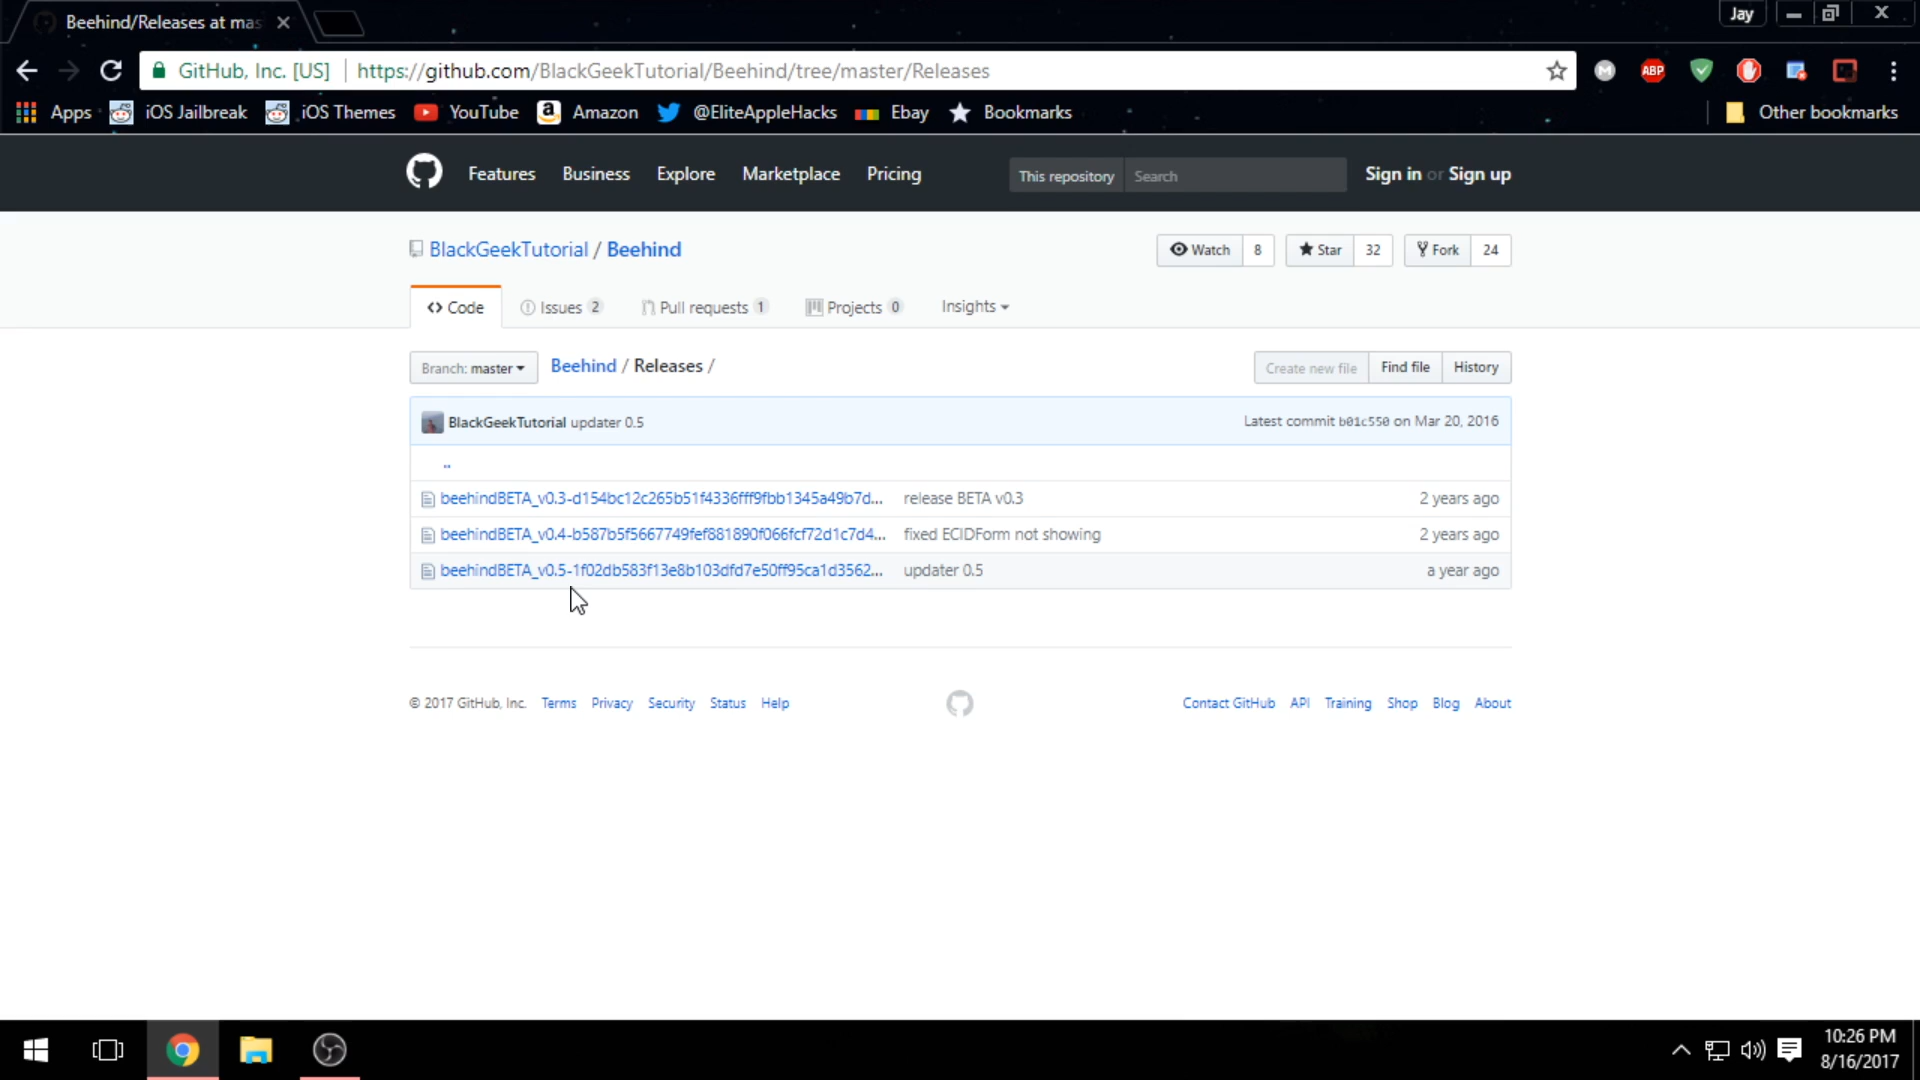 Beehind/Releases at mas
Jay
GitHub, Inc. [US] https://github.com/BlackGeekTutorial/Beehind/tree/master/Releases
ABP
Apps iOS Jailbreak iOS Themes YouTube Amazon @EliteAppleHacks Ebay Bookmarks Other bookmarks
Features Business Explore Marketplace Pricing This repository Search Sign in or Sign up
BlackGeekTutorial / Beehind Watch 8 Star 32 Fork 24
Code Issues 2 Pull requests 1 Projects 0 Insights
Branch: master Beehind / Releases / Create new file Find file History
BlackGeekTutorial updater 0.5 Latest commit b01c550 on Mar 20, 2016
..
beehindBETA_v0.3-d154bc12c265b51f4336fff9fbb1345a49b7d... release BETA v0.3 2 years ago
beehindBETA_v0.4-b587b5f5667749fef881890f066fcf72d1c7d4... fixed ECIDForm not showing 2 years ago
beehindBETA_v0.5-1f02db583f13e8b103dfd7e50ff95ca1d3562... updater 0.5 a year ago
© 2017 GitHub, Inc. Terms Privacy Security Status Help Contact GitHub API Training Shop Blog About
10:26 PM
8/16/2017